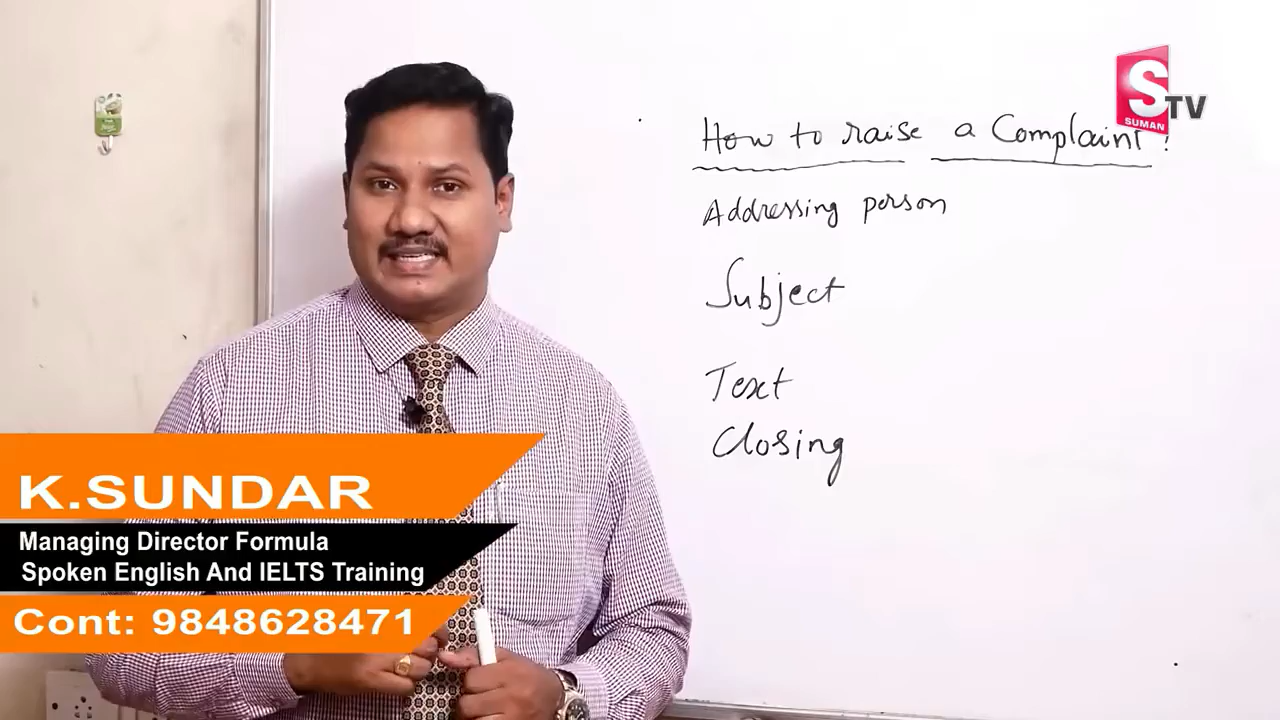 S TV
SUMAN
How to raise a Complaint?
Addressing person
Subject
Text
Closing
K.SUNDAR
Managing Director Formula
Spoken English And IELTS Training
Cont: 9848628471